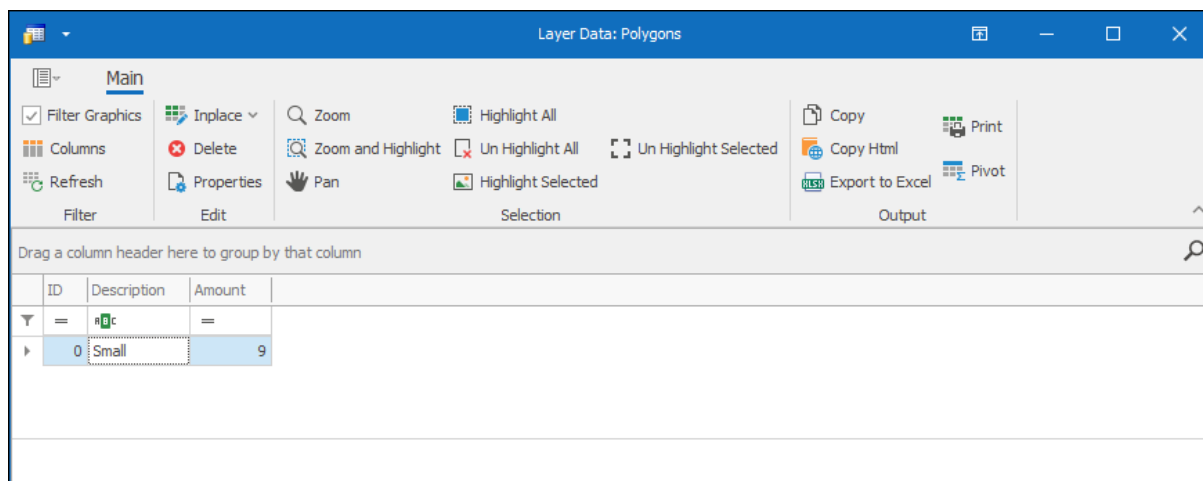 Layer Data: Polygons
Main
Filter Graphics Inplace Zoom Highlight All Copy Print
Columns Delete Zoom and Highlight Un Highlight All Un Highlight Selected Copy Html
Refresh Properties Pan Highlight Selected XLSX Export to Excel Pivot
Filter Edit Selection Output
Drag a column header here to group by that column
ID Description Amount
= ABC =
0 Small 9